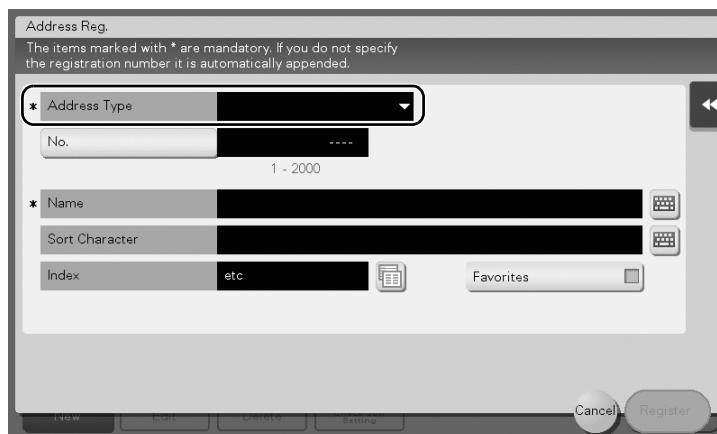 Address Reg.
The items marked with * are mandatory. If you do not specify
the registration number it is automatically appended.
* Address Type
No. ----
1 - 2000
* Name
Sort Character
Index etc Favorites
Cancel Register
New Edit Delete
Setting